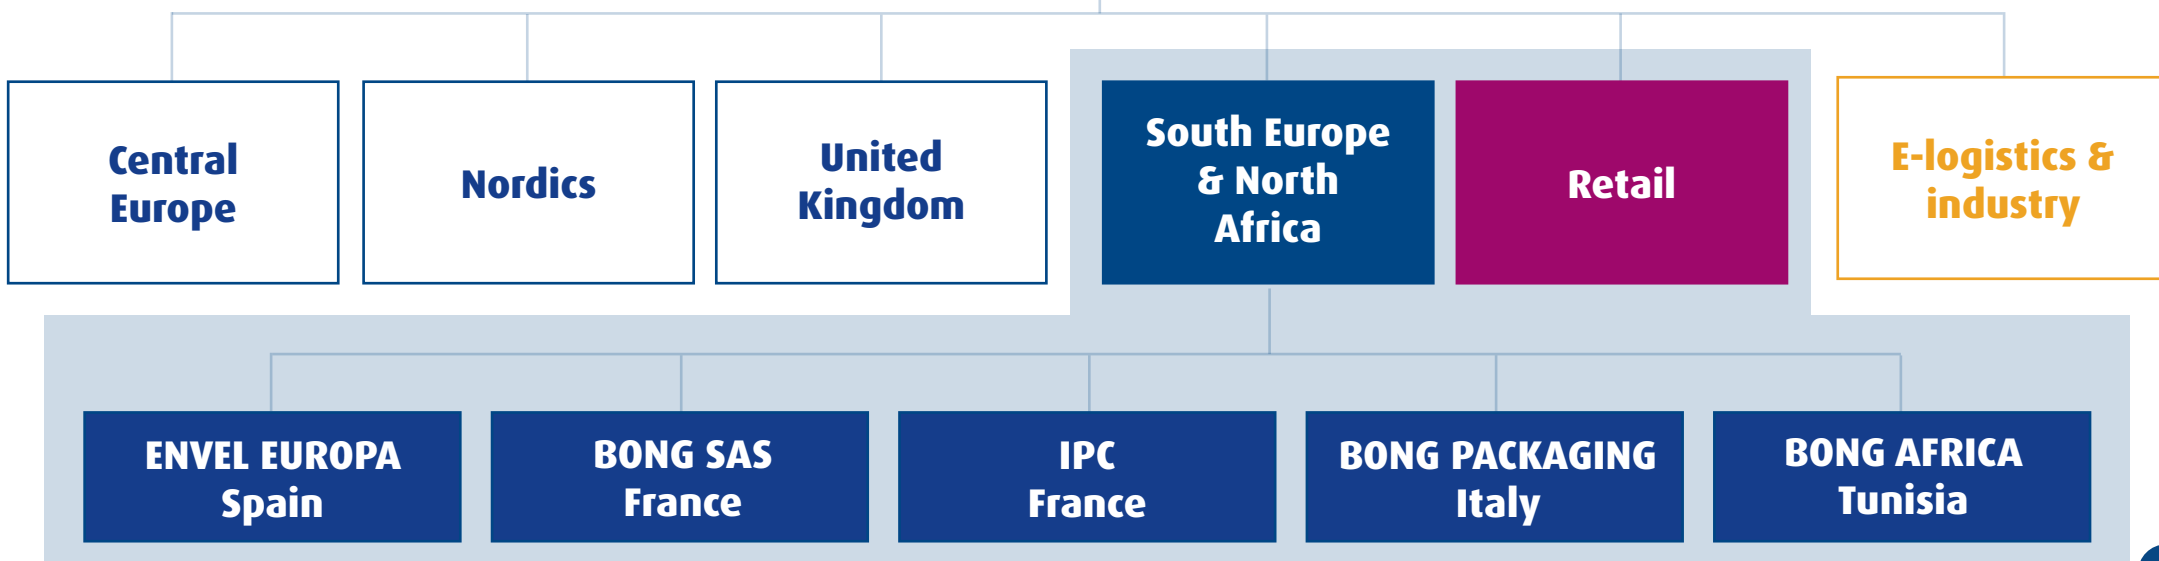 Central
Europe
Nordics
United
Kingdom
South Europe
& North
Africa
Retail
E-logistics &
industry
ENVEL EUROPA
Spain
BONG SAS
France
IPC
France
BONG PACKAGING
Italy
BONG AFRICA
Tunisia